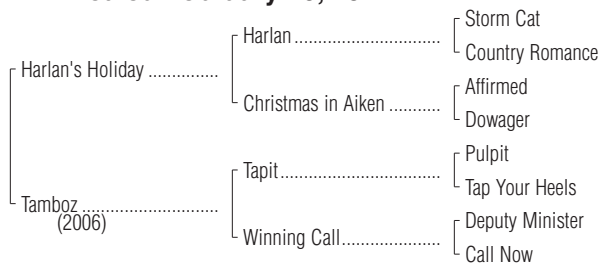 Harlan's Holiday ...............
Harlan ..................................
Storm Cat
Country Romance
Christmas in Aiken ...........
Affirmed
Dowager
Tamboz ..............................
(2006)
Tapit.....................................
Pulpit
Tap Your Heels
Winning Call.......................
Deputy Minister
Call Now